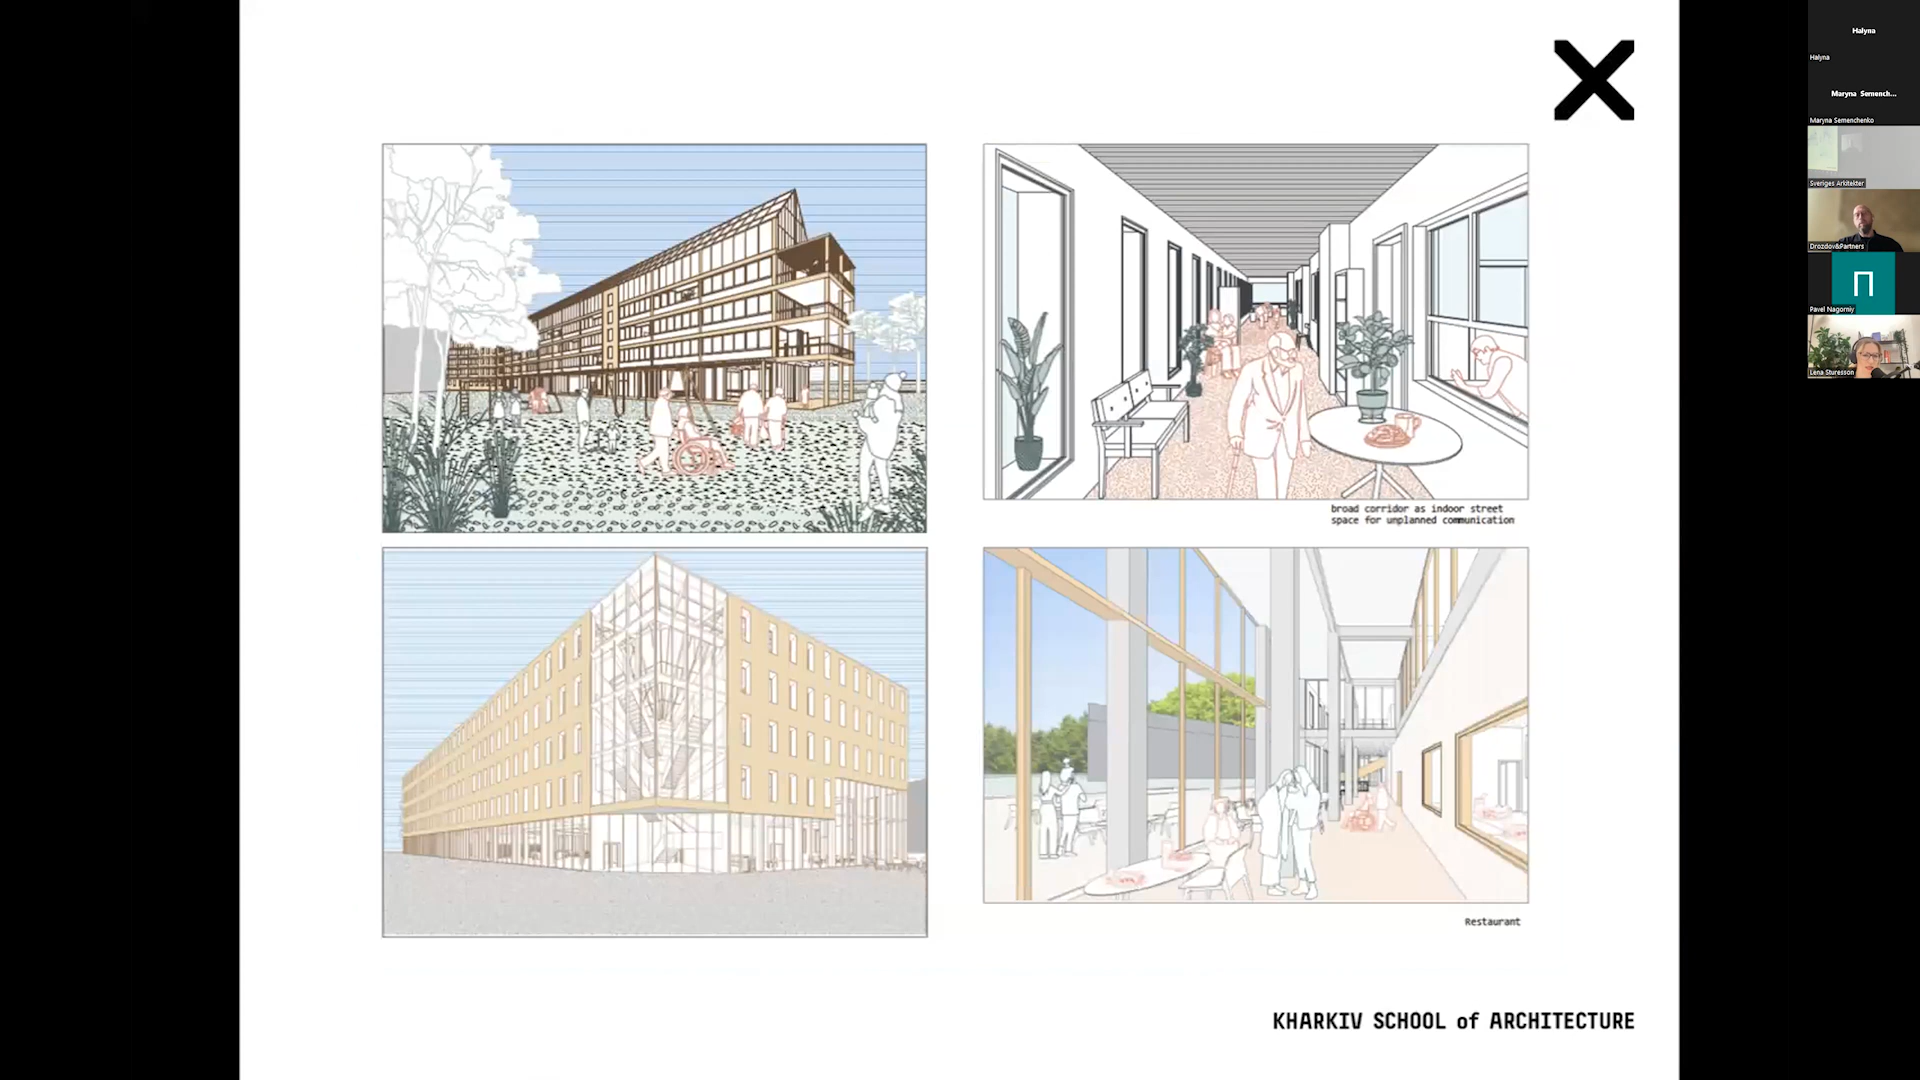 broad corridor as indoor street
space for unplanned communication
Restaurant
KHARKIV SCHOOL of ARCHITECTURE
Halyna
Halyna
Maryna Semench...
Maryna Semenchenko
Sveriges Arkitekter
Drozdov&Partners
П
Pavel Nagorniy
Lena Sturesson